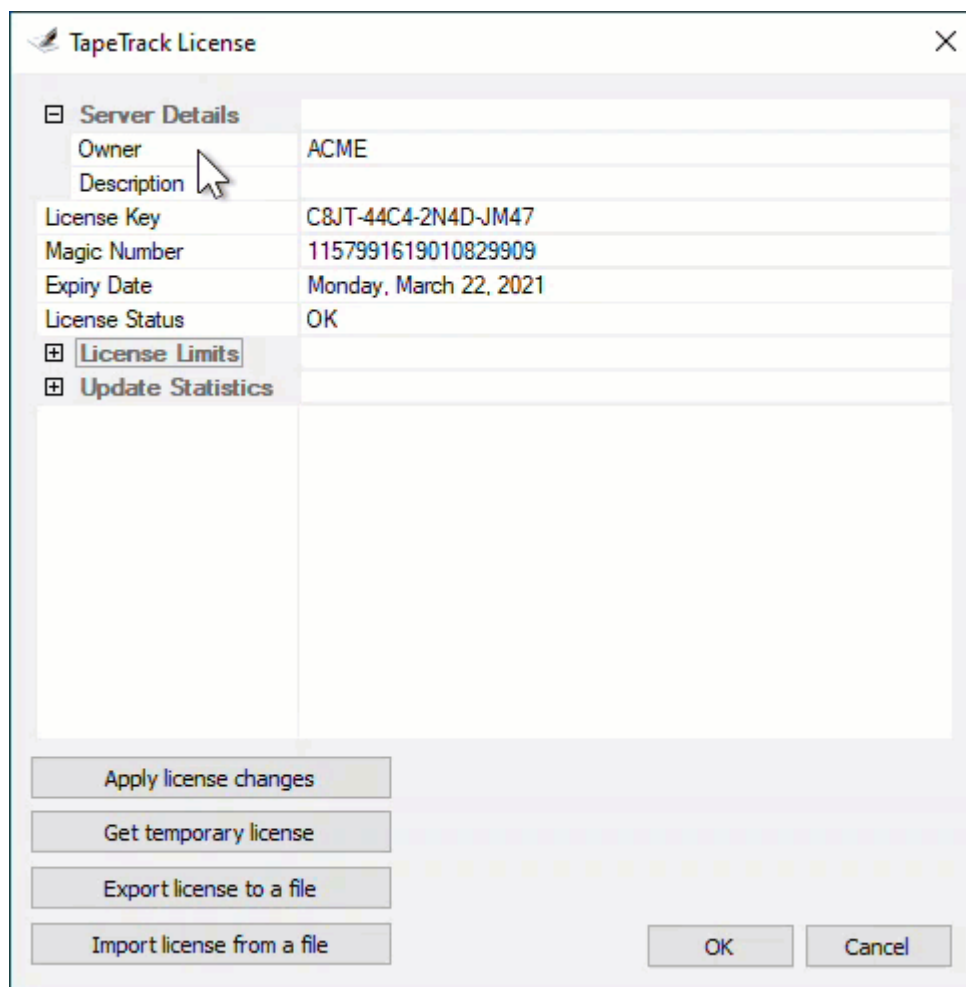 TapeTrack License
Server Details
Owner ACME
Description
License Key C8JT-44C4-2N4D-JM47
Magic Number 1157991619010829909
Expiry Date Monday, March 22, 2021
License Status OK
License Limits
Update Statistics
Apply license changes
Get temporary license
Export license to a file
Import license from a file
OK Cancel